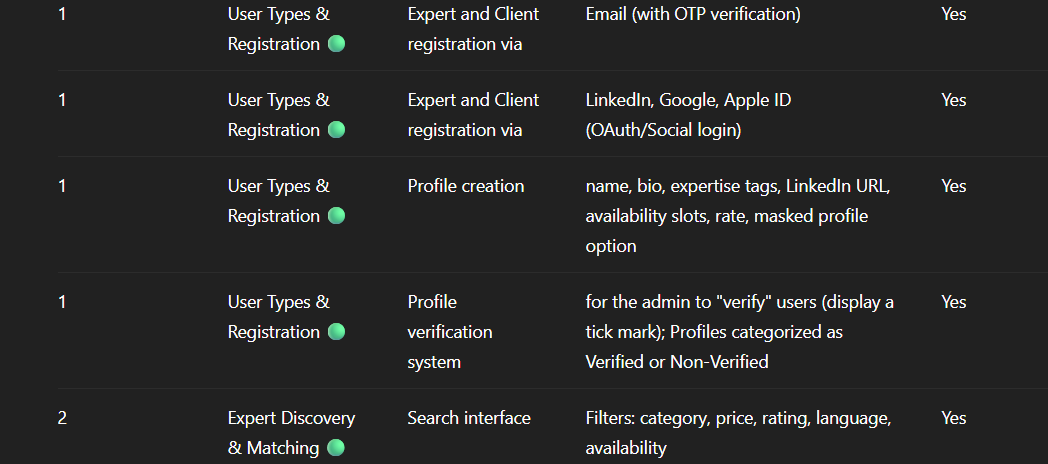 1 User Types & Expert and Client Email (with OTP verification) Yes
Registration 🟢 registration via
1 User Types & Expert and Client LinkedIn, Google, Apple ID Yes
Registration 🟢 registration via (OAuth/Social login)
1 User Types & Profile creation name, bio, expertise tags, LinkedIn URL, Yes
Registration 🟢 availability slots, rate, masked profile
option
1 User Types & Profile for the admin to "verify" users (display a Yes
Registration 🟢 verification tick mark); Profiles categorized as
system Verified or Non-Verified
2 Expert Discovery Search interface Filters: category, price, rating, language, Yes
& Matching 🟢 availability